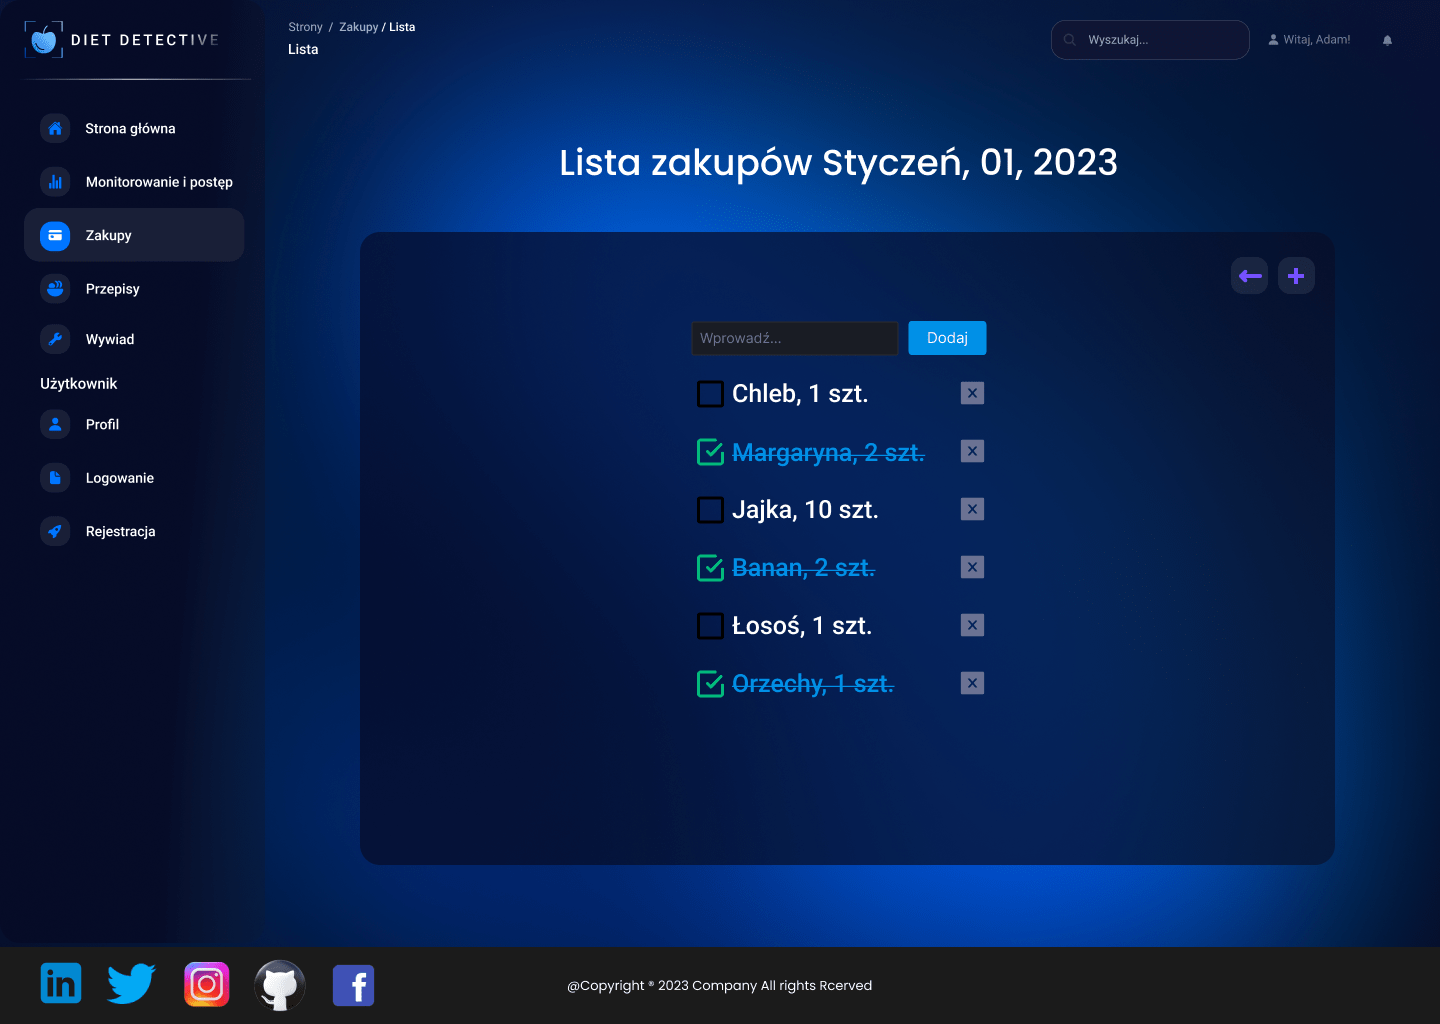 DIET DETECTIVE
Strony / Zakupy / Lista
Lista
Wyszukaj...
Witaj, Adam!
Strona główna
Monitorowanie i postęp
Zakupy
Przepisy
Wywiad
Użytkownik
Profil
Logowanie
Rejestracja
Lista zakupów Styczeń, 01, 2023
Wprowadź...
Dodaj
Chleb, 1 szt.
Margaryna, 2 szt.
Jajka, 10 szt.
Banan, 2 szt.
Łosoś, 1 szt.
Orzechy, 1 szt.
in
f
@Copyright ® 2023 Company All rights Rcerved